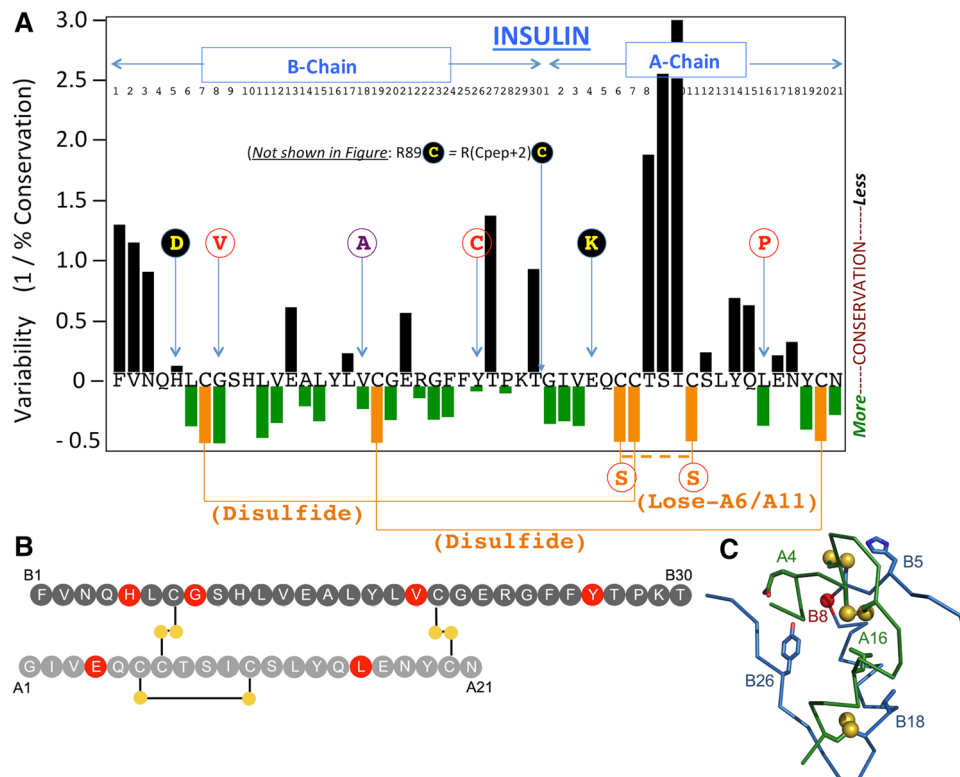 A
INSULIN
B-Chain
A-Chain
1 2 3 4 5 6 7 8 9 10 11 12 13 14 15 16 17 18 19 20 21 22 23 24 25 26 27 28 29 30 1 2 3 4 5 6 7 8 0 11 12 13 14 15 16 17 18 19 20 21
3.0
2.5
2.0
1.5
1.0
0.5
0
- 0.5
Variability (1 / % Conservation)
(Not shown in Figure: R89 C = R(Cpep+2) C
D V A C K P
FVNQHLCGSHLVEALYLVCGERGFFYTPKTGIVEQCCTSICSLYQLENYCN
More----CONSERVATION------Less
S S
(Disulfide)
(Lose-A6/A11)
(Disulfide)
B
B1
B30
F V N Q H L C G S H L V E A L Y L V C G E R G F F Y T P K T
G I V E Q C C T S I C S L Y Q L E N Y C N
A1
A21
C
A4
B5
B8
A16
B26
B18